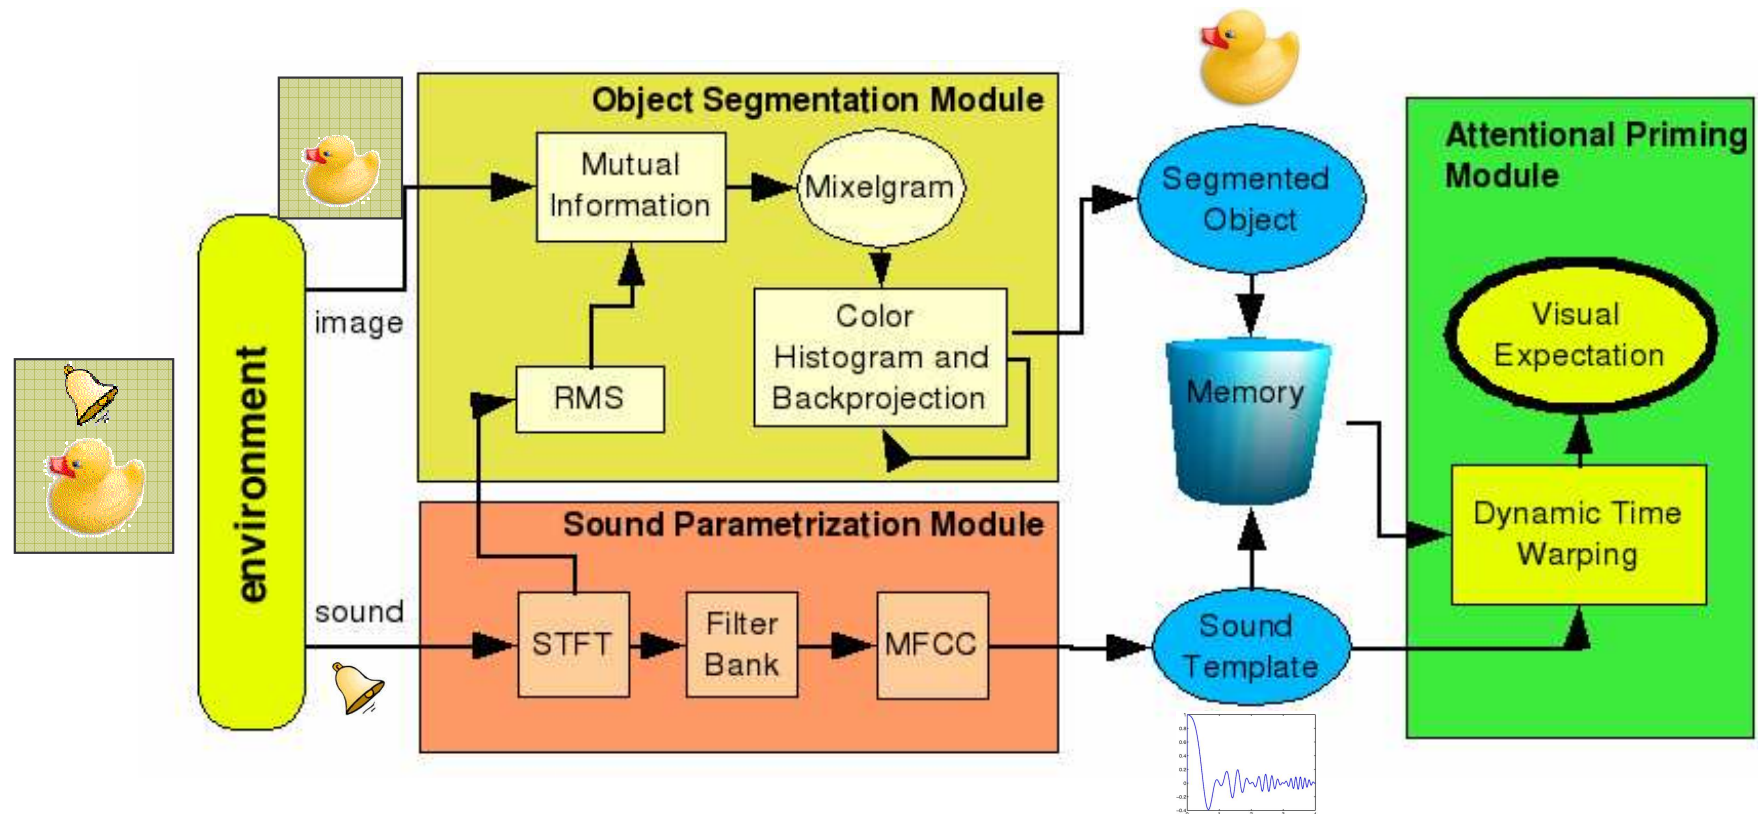 Object Segmentation Module
Mutual
Information
Mixelgram
Color
Histogram and
Backprojection
RMS
image
environment
sound
Sound Parametrization Module
STFT
Filter
Bank
MFCC
Segmented
Object
Memory
Sound
Template
Attentional Priming
Module
Visual
Expectation
Dynamic Time
Warping